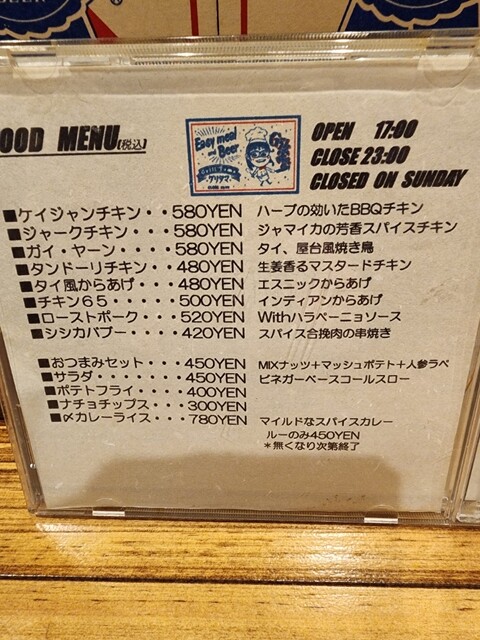 BEER
OOD MENU[税込]
Easy meal and Beer
グリヤマ
OPEN 17:00
CLOSE 23:00
CLOSED ON SUNDAY
■ケイジャンチキン・・580YEN ハーブの効いたBBQチキン
■ジャークチキン・・・580YEN ジャマイカの芳香スパイスチキン
■ガイ・ヤーン・・・・580YEN タイ、屋台風焼き鳥
■タンドーリチキン・・480YEN 生姜香るマスタードチキン
■タイ風からあげ・・・480YEN エスニックからあげ
■チキン65・・・・・500YEN インディアンからあげ
■ローストポーク・・・520YEN Withハラペーニョソース
■シシカバブー・・・・420YEN スパイス合挽肉の串焼き
■おつまみセット・・・・450YEN MIXナッツ+マッシュポテト+人参ラペ
■サラダ・・・・・・・450YEN ビネガーベースコールスロー
■ポテトフライ・・・・400YEN
■ナチョチップス・・・300YEN
■〆カレーライス・・・780YEN マイルドなスパイスカレー
ルーのみ450YEN
*無くなり次第終了